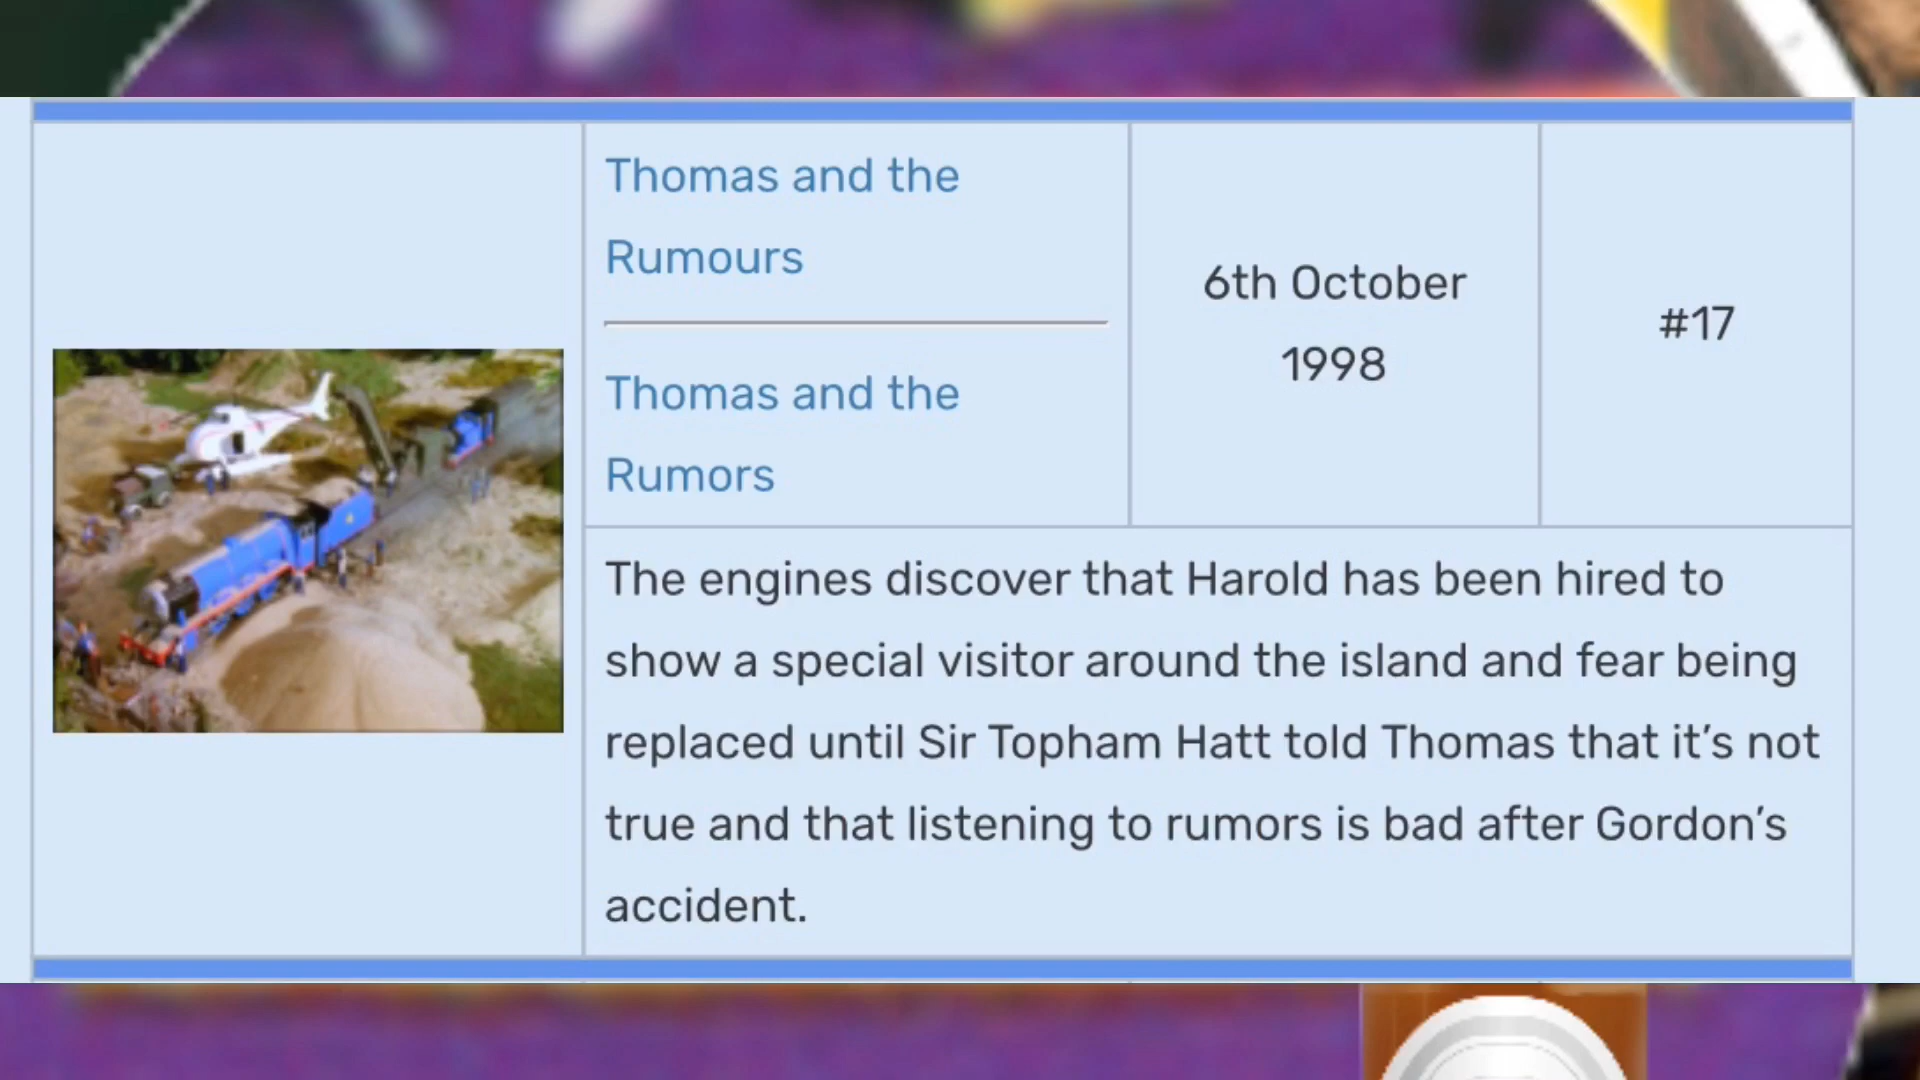 Thomas and the
Rumours
Thomas and the
Rumors
6th October
1998
#17
The engines discover that Harold has been hired to
show a special visitor around the island and fear being
replaced until Sir Topham Hatt told Thomas that it’s not
true and that listening to rumors is bad after Gordon’s
accident.